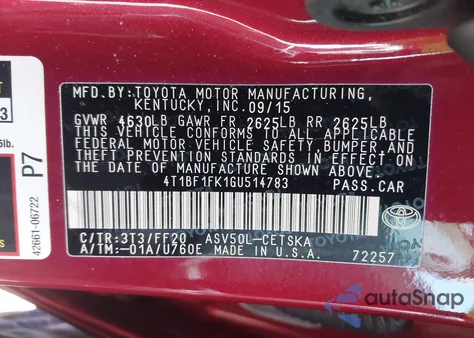 MFD.BY:TOYOTA MOTOR MANUFACTURING,
KENTUCKY, INC.09/15
GVWR 4630LB GAWR FR 2625LB RR 2625LB
THIS VEHICLE CONFORMS TO ALL APPLICABLE
FEDERAL MOTOR VEHICLE SAFETY, BUMPER, AND
THEFT PREVENTION STANDARDS IN EFFECT ON
THE DATE OF MANUFACTURE SHOWN ABOVE.
4T1BF1FK1GU514783 PASS.CAR
C/TR:3T3/FF20 ASV50L-CETSKA
A/TM:-01A/U760E MADE IN U.S.A. 72257
P7
42661-06722
3
5lb.
autoSnap